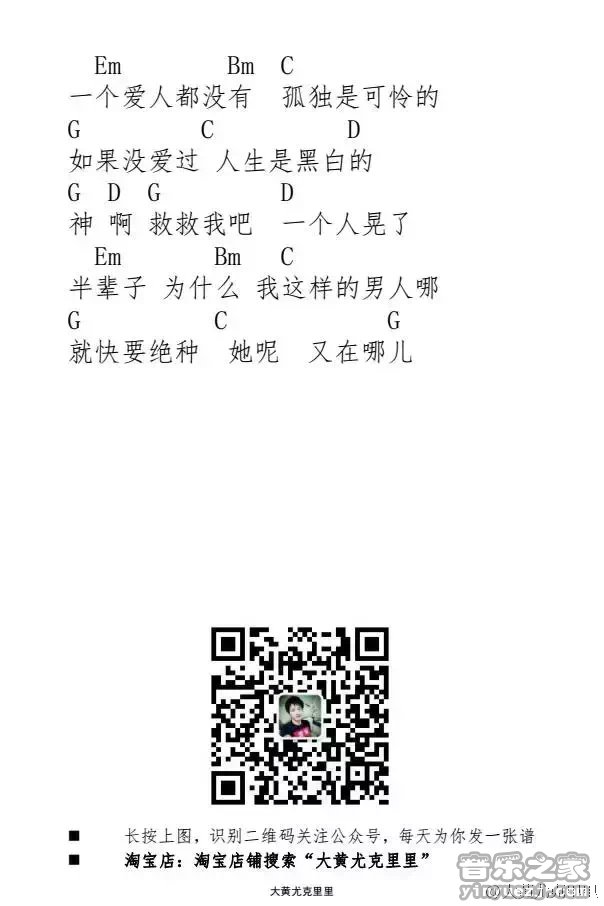 Em Bm C
一个爱人都没有 孤独是可怜的
G C D
如果没爱过 人生是黑白的
G D G D
神 啊 救救我吧 一个人晃了
Em Bm C
半辈子 为什么 我这样的男人哪
G C G
就快要绝种 她呢 又在哪儿
■ 长按上图，识别二维码关注公众号，每天为你发一张谱
■ 淘宝店：淘宝店铺搜索“大黄尤克里里”
音乐之家
大黄尤克里里